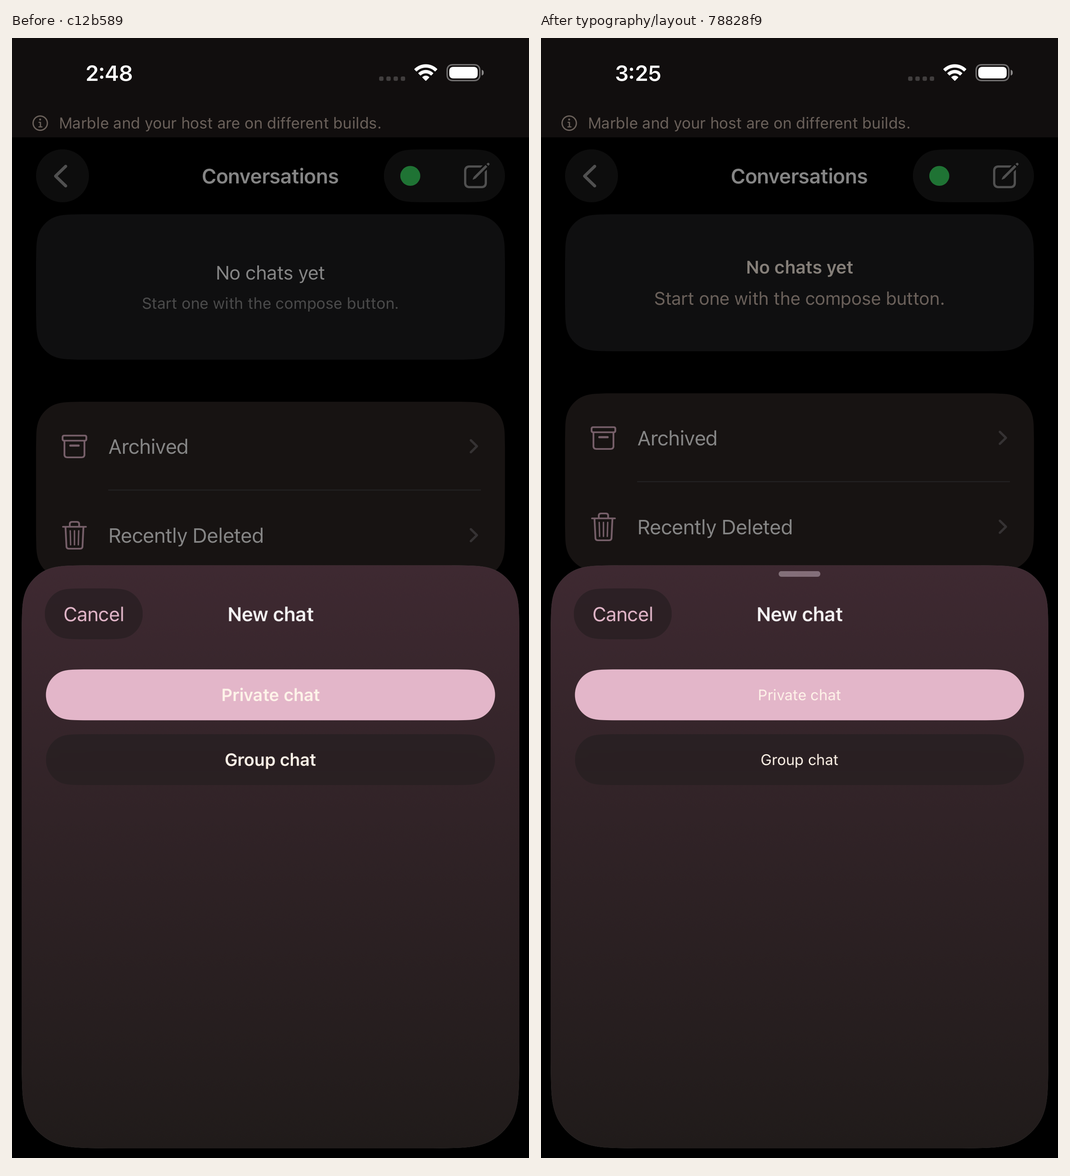 Before · c12b589
2:48
Marble and your host are on different builds.
Conversations
No chats yet
Start one with the compose button.
Archived
Recently Deleted
Cancel
New chat
Private chat
Group chat
After typography/layout · 78828f9
3:25
Marble and your host are on different builds.
Conversations
No chats yet
Start one with the compose button.
Archived
Recently Deleted
Cancel
New chat
Private chat
Group chat